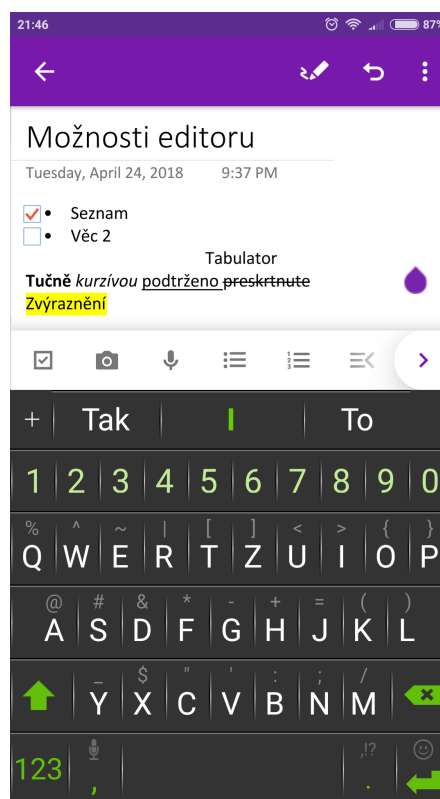 21:46 87%
Možnosti editoru
Tuesday, April 24, 2018 9:37 PM
• Seznam
• Věc 2
Tabulator
Tučně kurzívou podtrženo preskrtnute
Zvýraznění
+ Tak I To
1 2 3 4 5 6 7 8 9 0
% ^ ~ | [ ] < > { }
Q W E R T Z U I O P
@ # & * - + = ( )
A S D F G H J K L
_ $ " ' : ; /
Y X C V B N M
,!?
123 , .